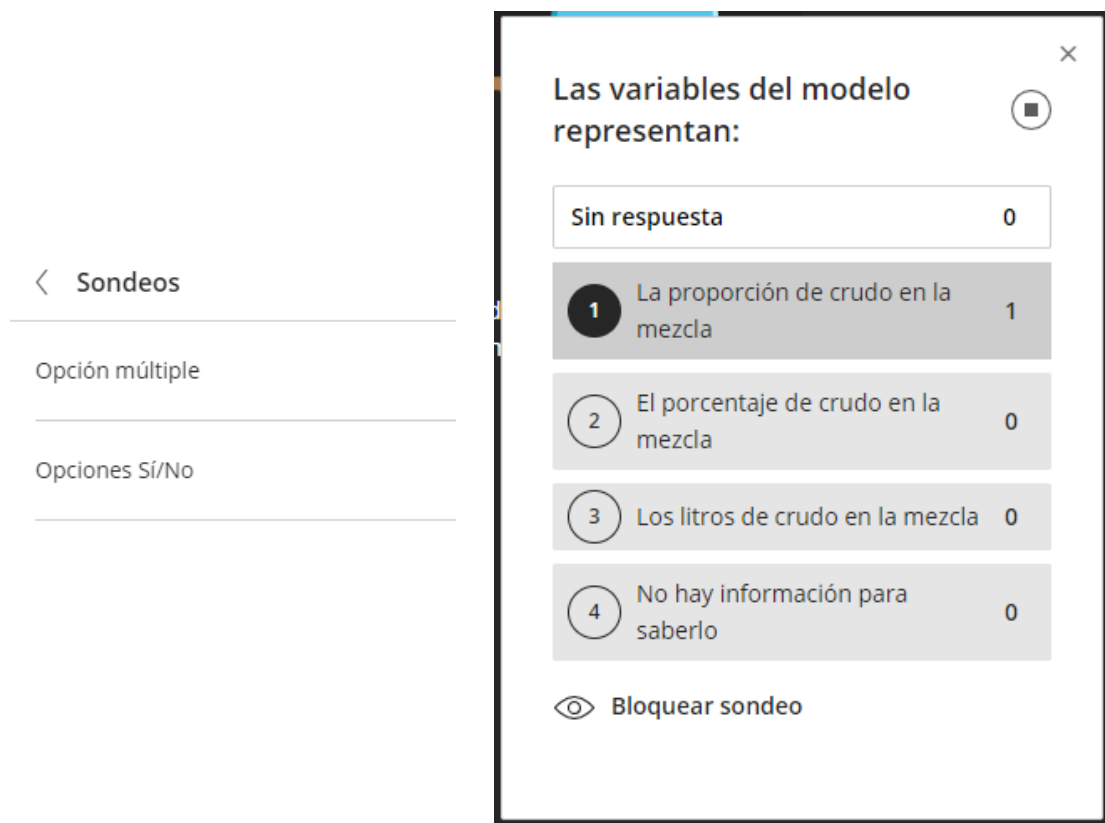 Sondeos
Opción múltiple
Opciones Sí/No
Las variables del modelo
representan:
Sin respuesta 0
1 La proporción de crudo en la
mezcla 1
2 El porcentaje de crudo en la
mezcla 0
3 Los litros de crudo en la mezcla 0
4 No hay información para
saberlo 0
Bloquear sondeo